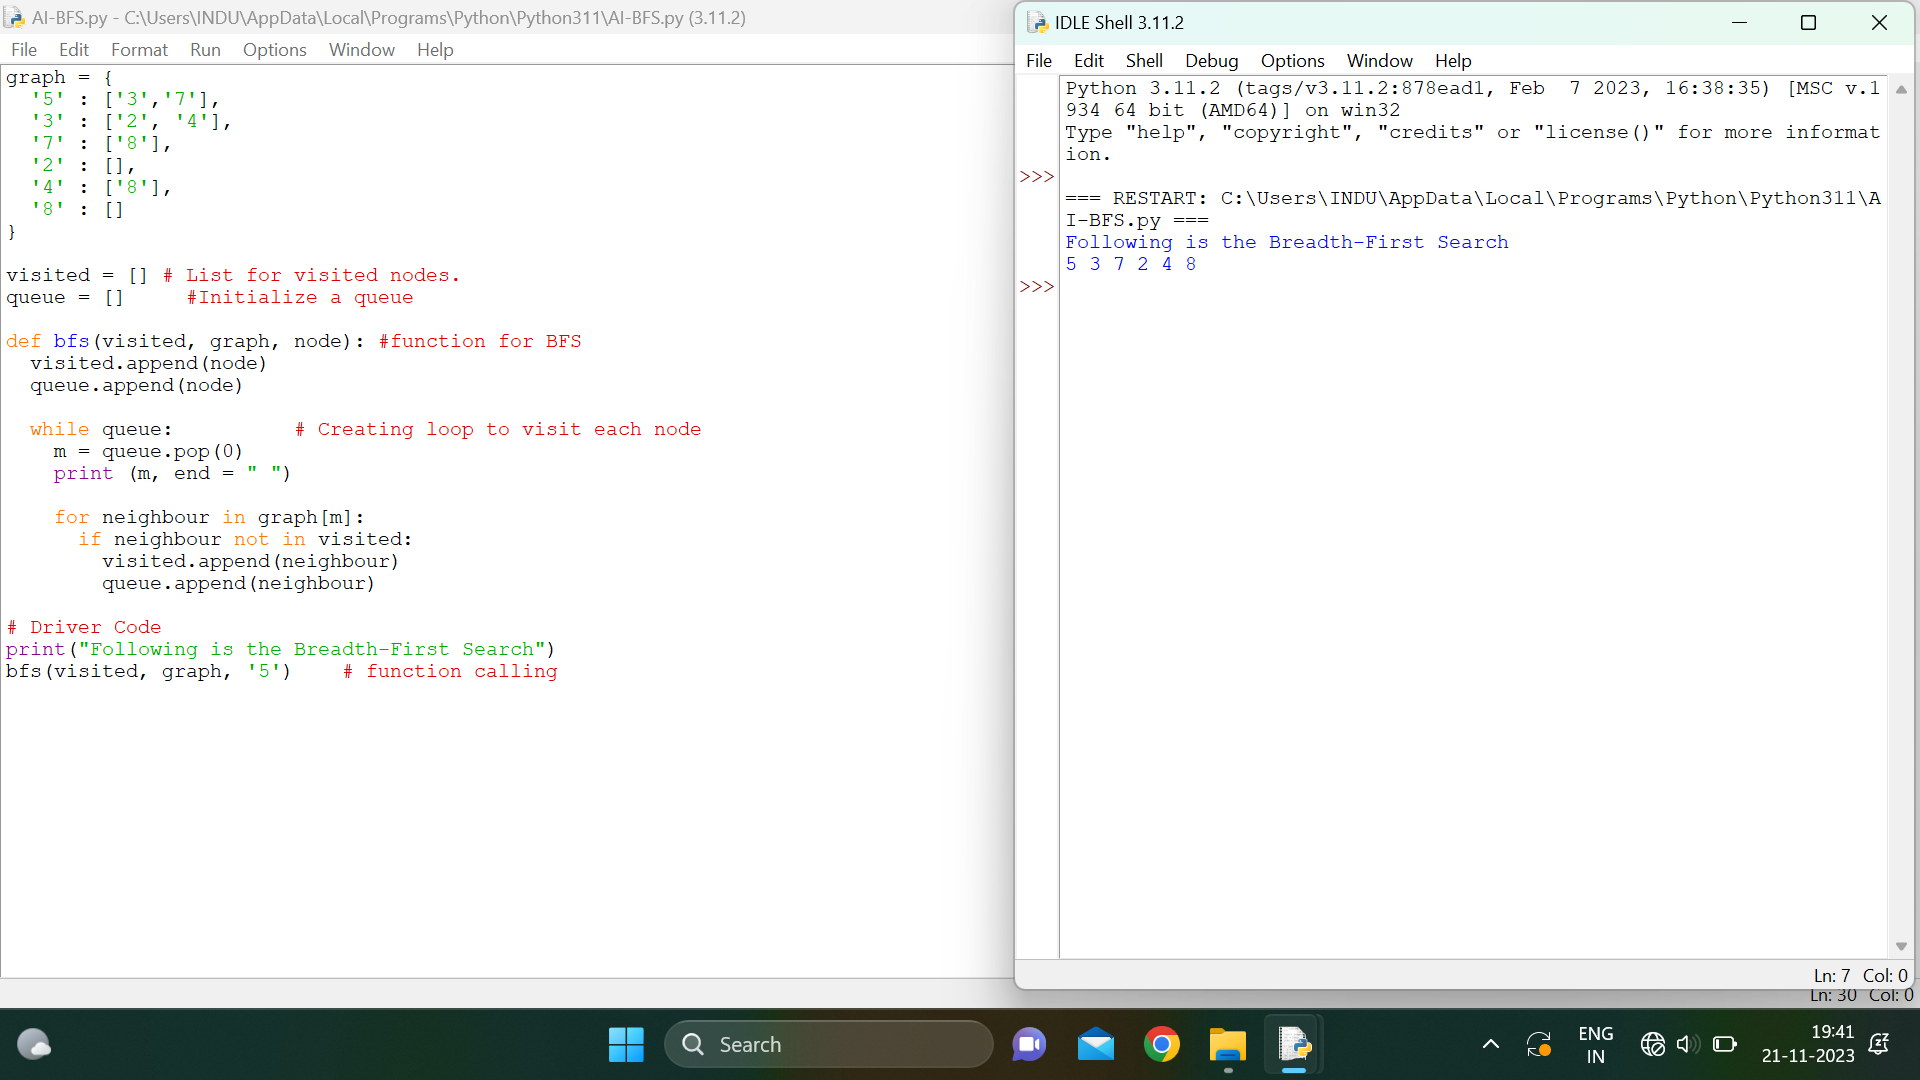 AI-BFS.py - C:\Users\INDU\AppData\Local\Programs\Python\Python311\AI-BFS.py (3.11.2)
File Edit Format Run Options Window Help
graph = {
  '5' : ['3','7'],
  '3' : ['2', '4'],
  '7' : ['8'],
  '2' : [],
  '4' : ['8'],
  '8' : []
}
visited = [] # List for visited nodes.
queue = []     #Initialize a queue
def bfs(visited, graph, node): #function for BFS
  visited.append(node)
  queue.append(node)
  while queue:          # Creating loop to visit each node
    m = queue.pop(0)
    print (m, end = " ")
    for neighbour in graph[m]:
      if neighbour not in visited:
        visited.append(neighbour)
        queue.append(neighbour)
# Driver Code
print("Following is the Breadth-First Search")
bfs(visited, graph, '5')    # function calling
IDLE Shell 3.11.2
File Edit Shell Debug Options Window Help
Python 3.11.2 (tags/v3.11.2:878ead1, Feb  7 2023, 16:38:35) [MSC v.1
934 64 bit (AMD64)] on win32
Type "help", "copyright", "credits" or "license()" for more informat
ion.
>>>
=== RESTART: C:\Users\INDU\AppData\Local\Programs\Python\Python311\A
I-BFS.py ===
Following is the Breadth-First Search
5 3 7 2 4 8
>>>
Ln: 7 Col: 0
Ln: 30 Col: 0
Search
ENG
IN
19:41
21-11-2023